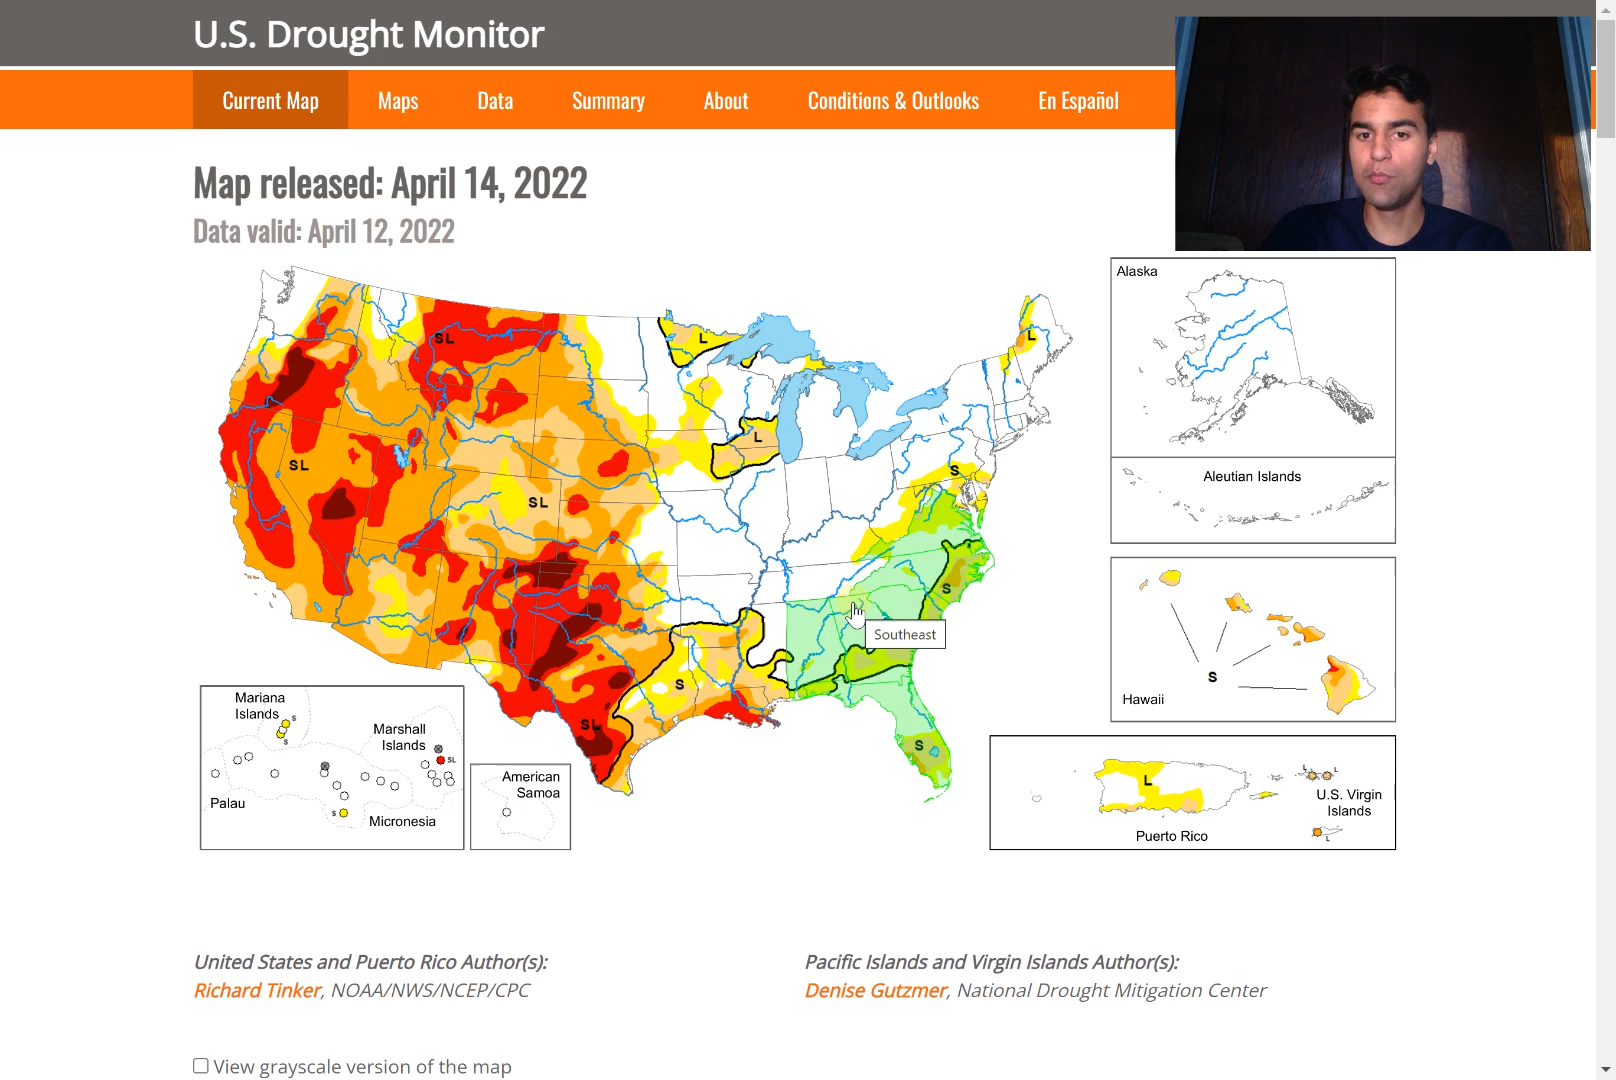 U.S. Drought Monitor
Current Map
Maps
Data
Summary
About
Conditions & Outlooks
En Español
Map released: April 14, 2022
Data valid: April 12, 2022
SL
SL
SL
SL
L
L
L
S
S
S
S
Southeast
Alaska
Aleutian Islands
Hawaii
S
Mariana
Islands
S
S
Marshall
Islands
SL
Palau
S
Micronesia
American
Samoa
L
Puerto Rico
L
L
U.S. Virgin
Islands
L
United States and Puerto Rico Author(s):
Richard Tinker, NOAA/NWS/NCEP/CPC
Pacific Islands and Virgin Islands Author(s):
Denise Gutzmer, National Drought Mitigation Center
View grayscale version of the map